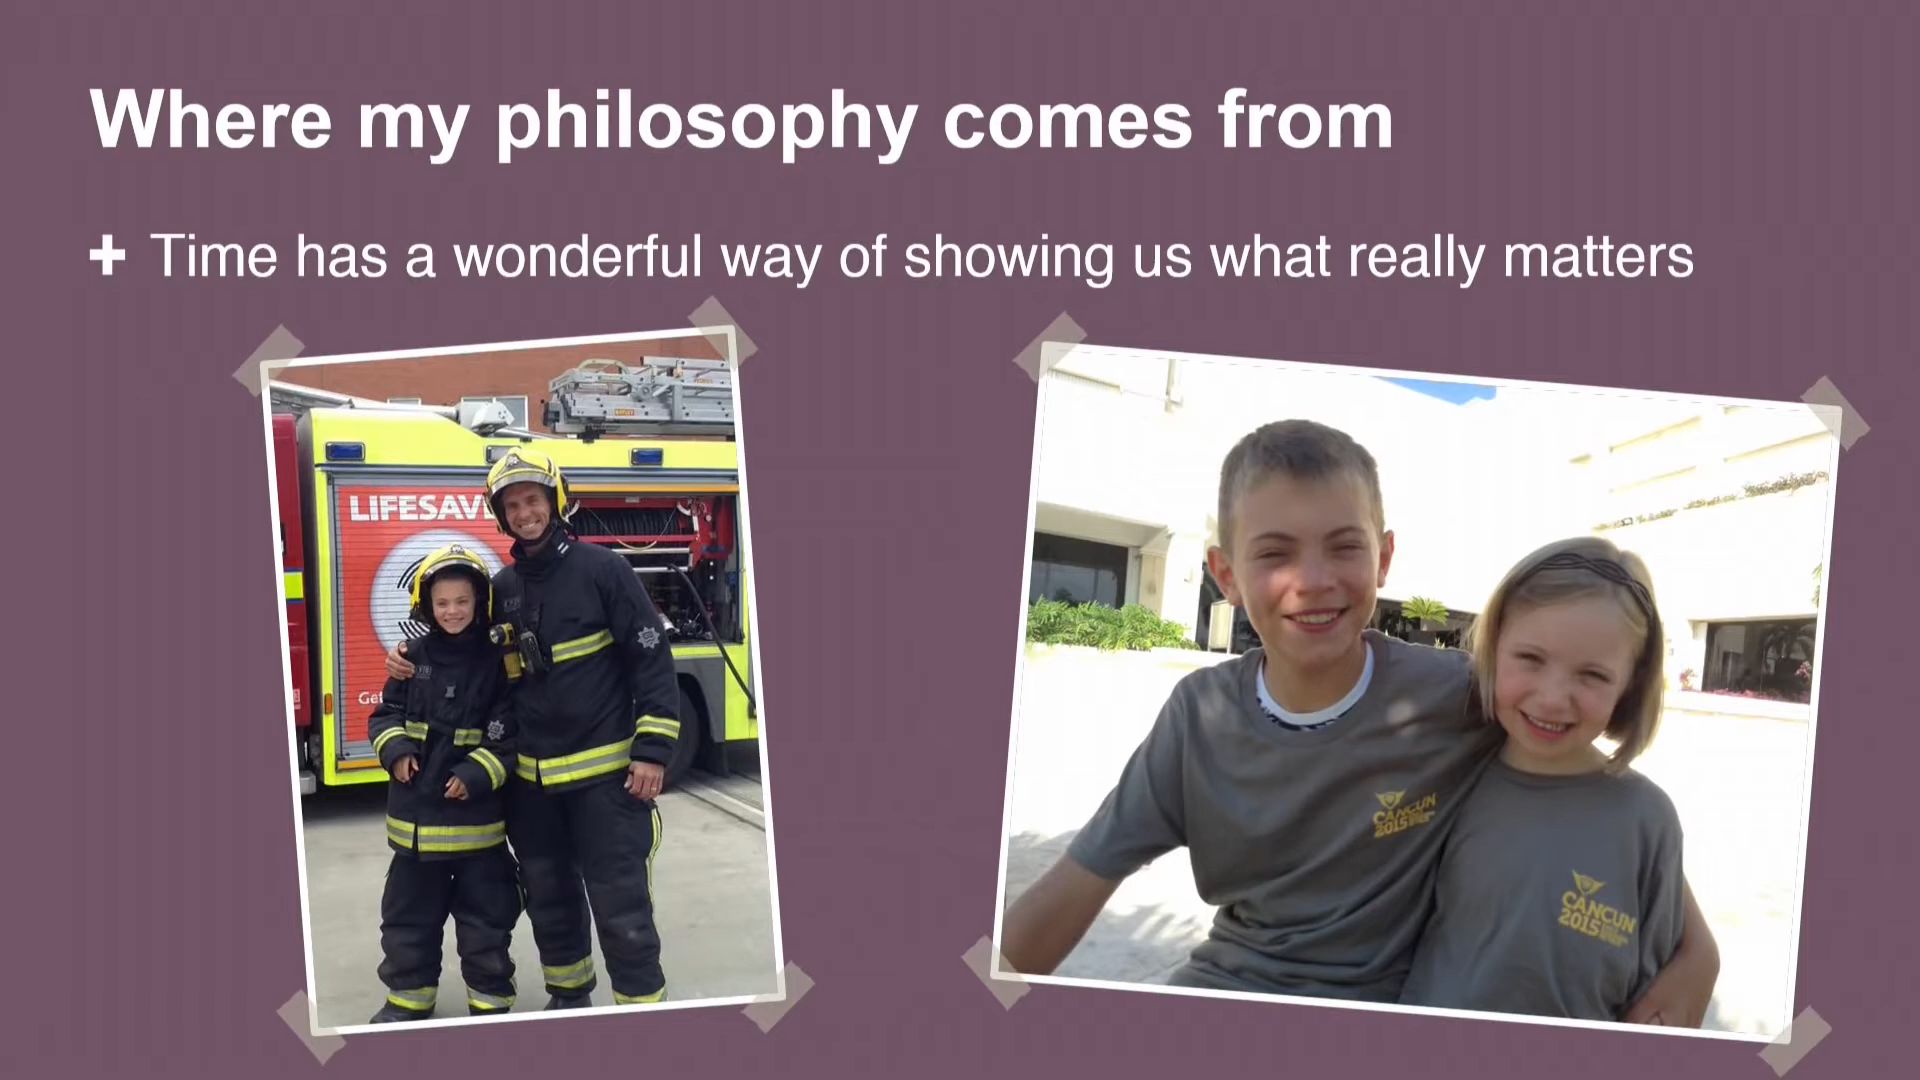 Where my philosophy comes from
Time has a wonderful way of showing us what really matters
LIFESAV
Get
CANCUN
2015
CANCUN
2015